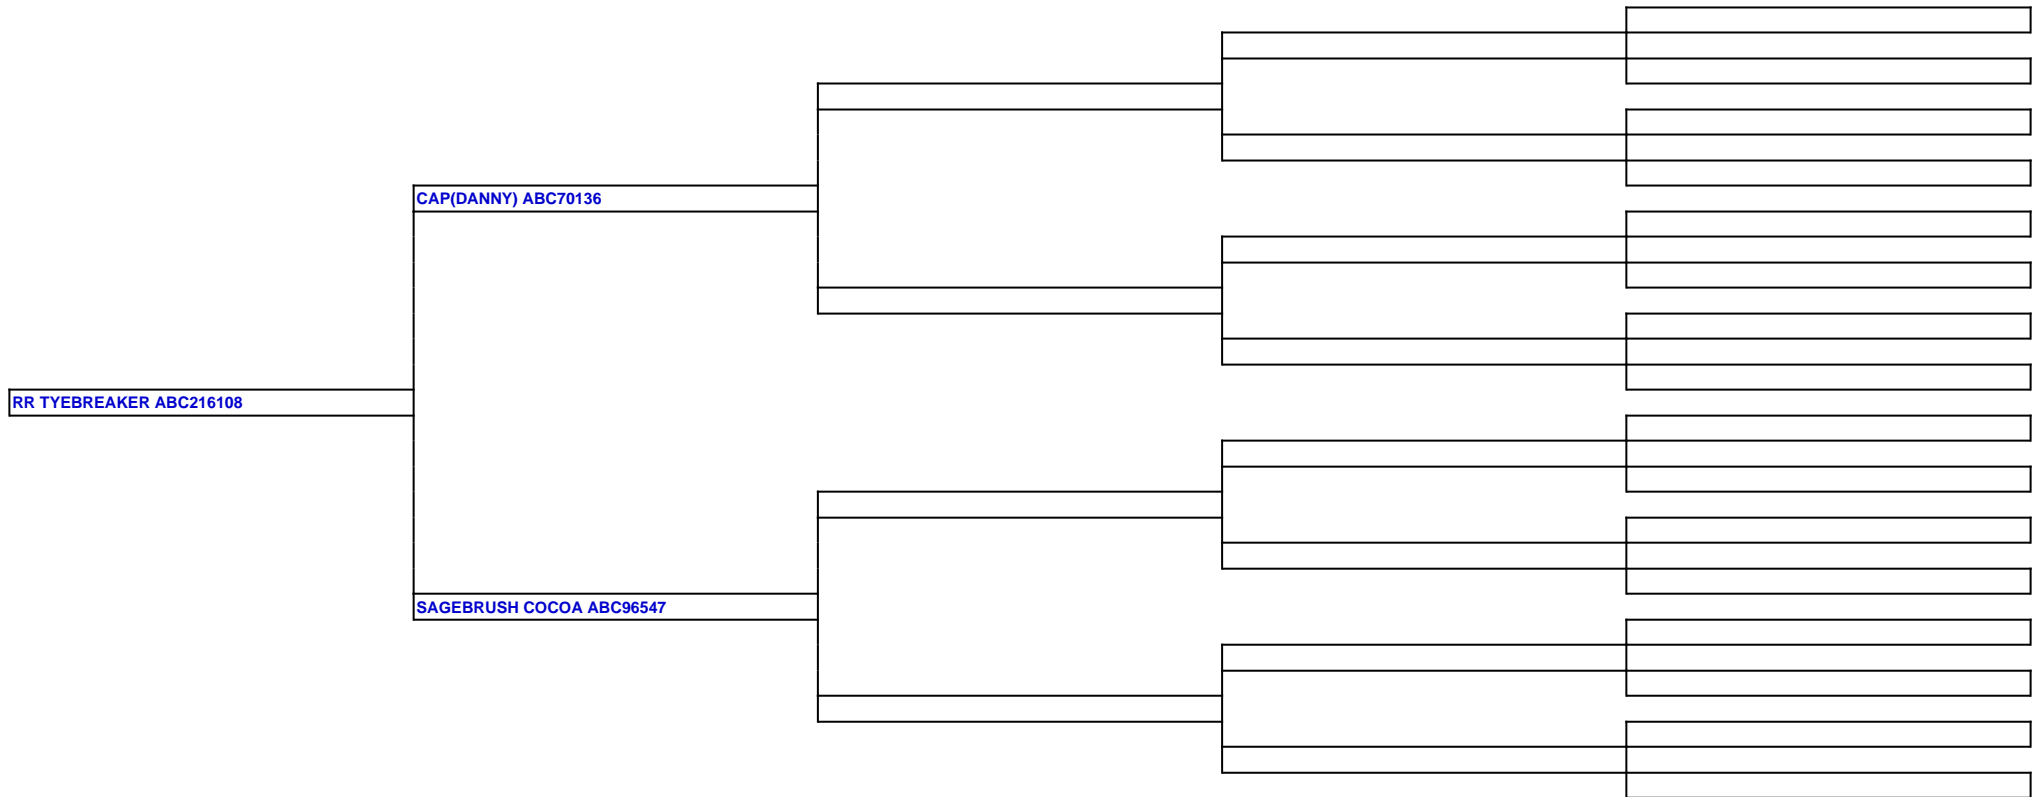 CAP(DANNY) ABC70136
RR TYEBREAKER ABC216108
SAGEBRUSH COCOA ABC96547